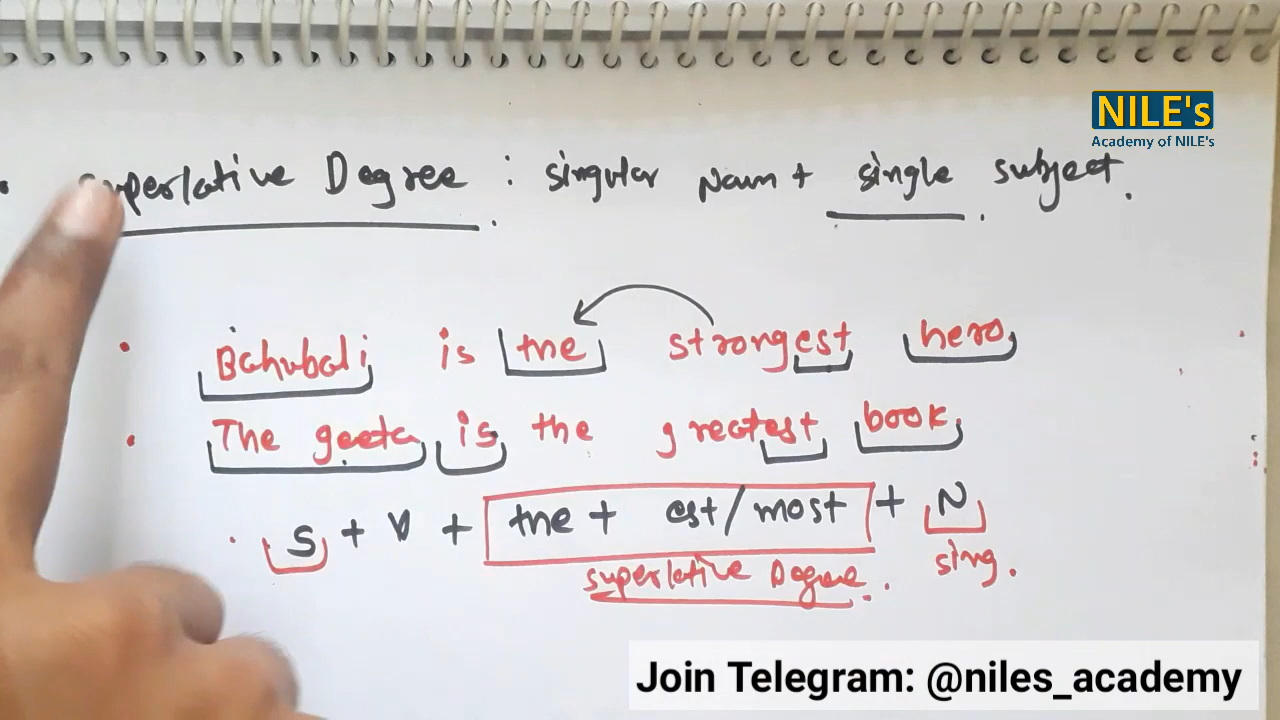 NILE's
Academy of NILE's
Superlative Degree : singular Noun + single subject.
• Bahubali is the strongest hero
• The geeta is the greatest book.
• S + V + the + est/most + N
superlative Degree.. sing.
Join Telegram: @niles_academy